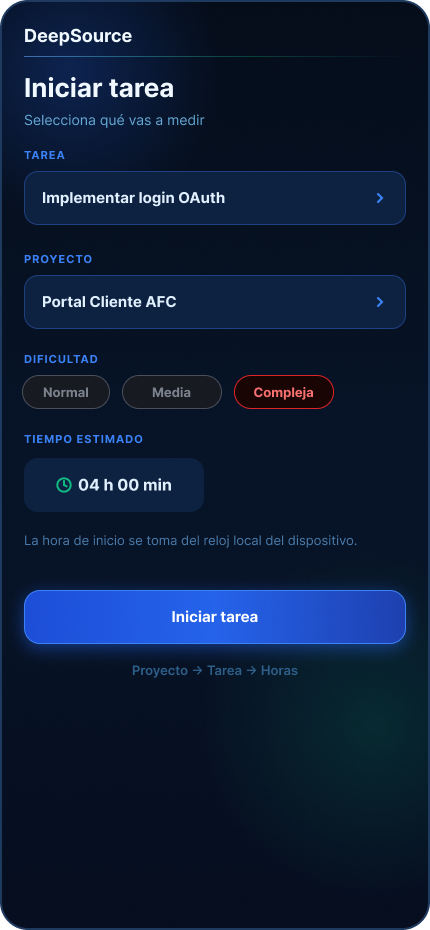 DeepSource
Iniciar tarea
Selecciona qué vas a medir
TAREA
Implementar login OAuth
PROYECTO
Portal Cliente AFC
DIFICULTAD
Normal
Media
Compleja
TIEMPO ESTIMADO
04 h 00 min
La hora de inicio se toma del reloj local del dispositivo.
Iniciar tarea
Proyecto → Tarea → Horas